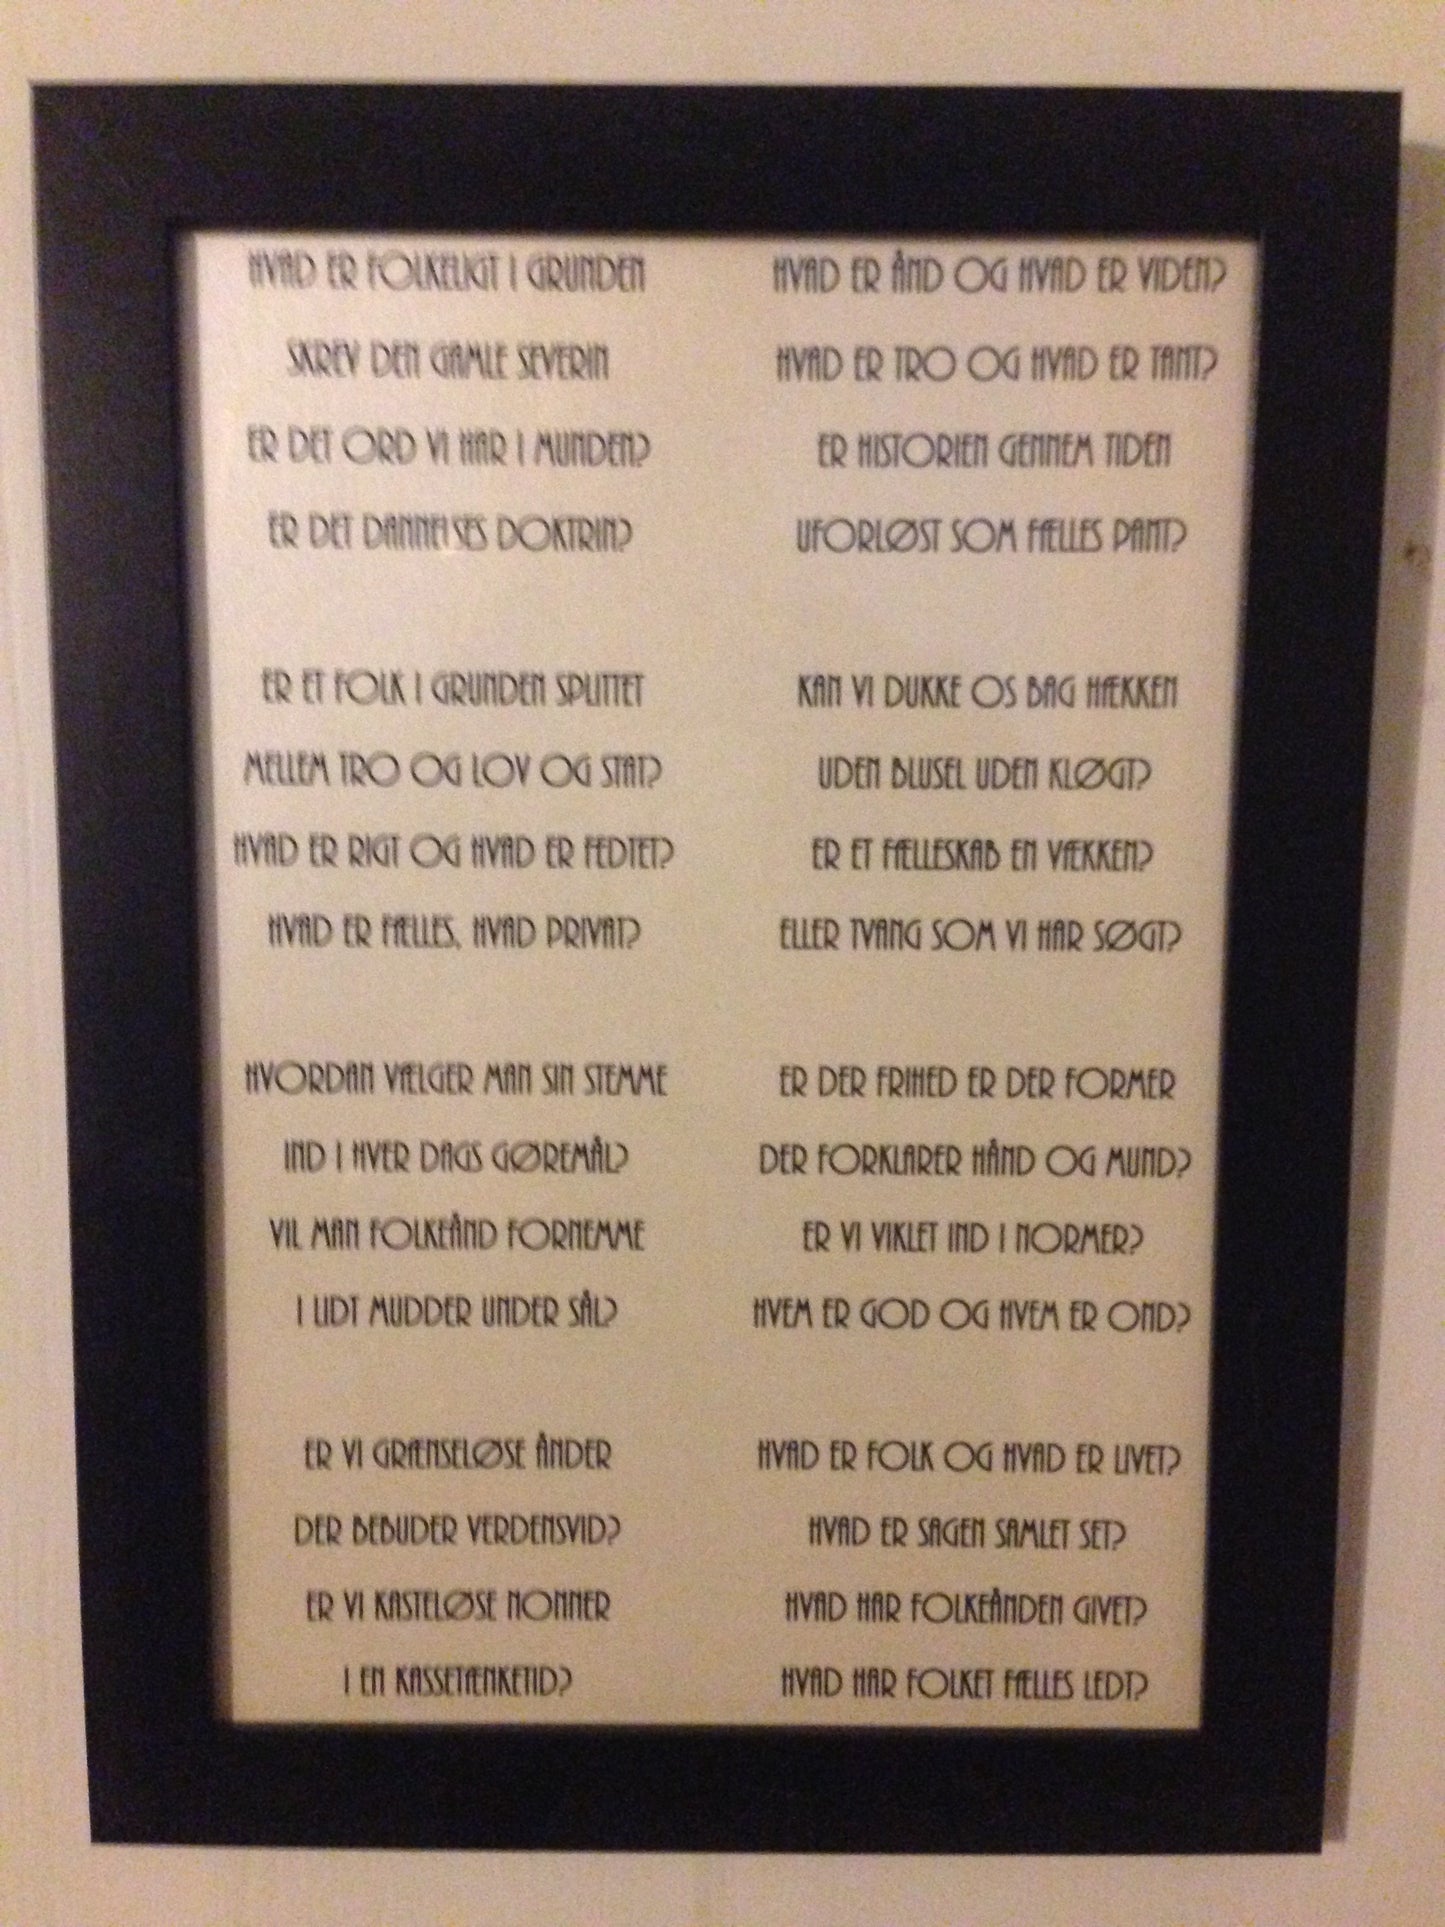 HVAD ER FOLKELIGT I GRUNDEN
SKREV DEN GAMLE SEVERIN
ER DET ORD VI HAR I MUNDEN?
ER DET DANNELSES DOKTRIN?
ER ET FOLK I GRUNDEN SPLITTET
MELLEM TRO OG LOV OG STAT?
HVAD ER RIGT OG HVAD ER FEDTET?
HVAD ER FÆLLES, HVAD PRIVAT?
HVORDAN VÆLGER MAN SIN STEMME
IND I HVER DAGS GØREMÅL?
VIL MAN FOLKEÅND FORNEMME
I LIDT MUDDER UNDER SÅL?
ER VI GRÆNSELØSE ÅNDER
DER BEBUDER VERDENSVID?
ER VI KASTELØSE NONNER
I EN KASSETÆNKETID?
HVAD ER ÅND OG HVAD ER VIDEN?
HVAD ER TRO OG HVAD ER TANT?
ER HISTORIEN GENNEM TIDEN
UFORLØST SOM FÆLLES PANT?
KAN VI DUKKE OS BAG HÆKKEN
UDEN BLUSEL UDEN KLØGT?
ER ET FÆLLESKAB EN VÆKKEN?
ELLER TVANG SOM VI HAR SØGT?
ER DER FRIHED ER DER FORMER
DER FORKLARER HÅND OG MUND?
ER VI VIKLET IND I NORMER?
HVEM ER GOD OG HVEM ER OND?
HVAD ER FOLK OG HVAD ER LIVET?
HVAD ER SAGEN SAMLET SET?
HVAD HAR FOLKEÅNDEN GIVET?
HVAD HAR FOLKET FÆLLES LEDT?